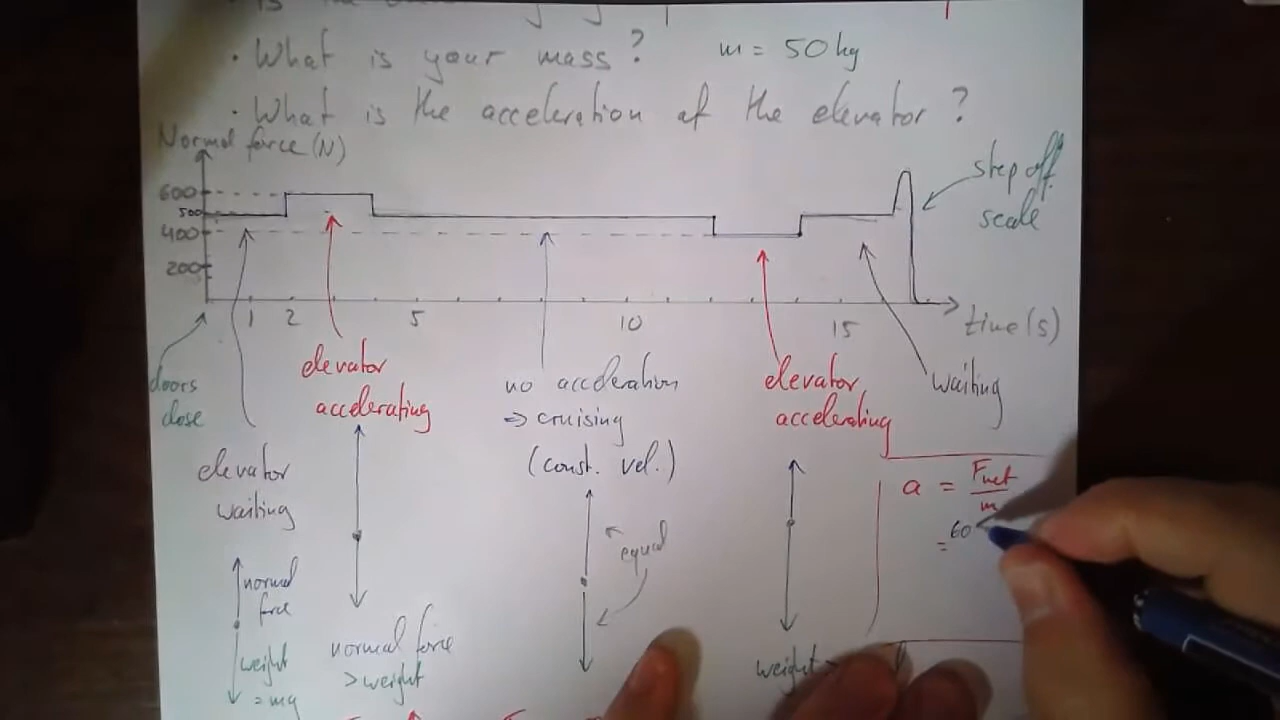 · What is your mass? m = 50 kg
· What is the acceleration of the elevator?
Normal force (N)
600
500
400
200
1 2 5 10 15
time (s)
step off
scale
doors
close
elevator
accelerating
no acceleration
⇒ cruising
(const. vel.)
elevator
accelerating
waiting
elevator
waiting
normal
force
weight
= mg
normal force
> weight
equal
weight >
a = Fnet
m
= 60